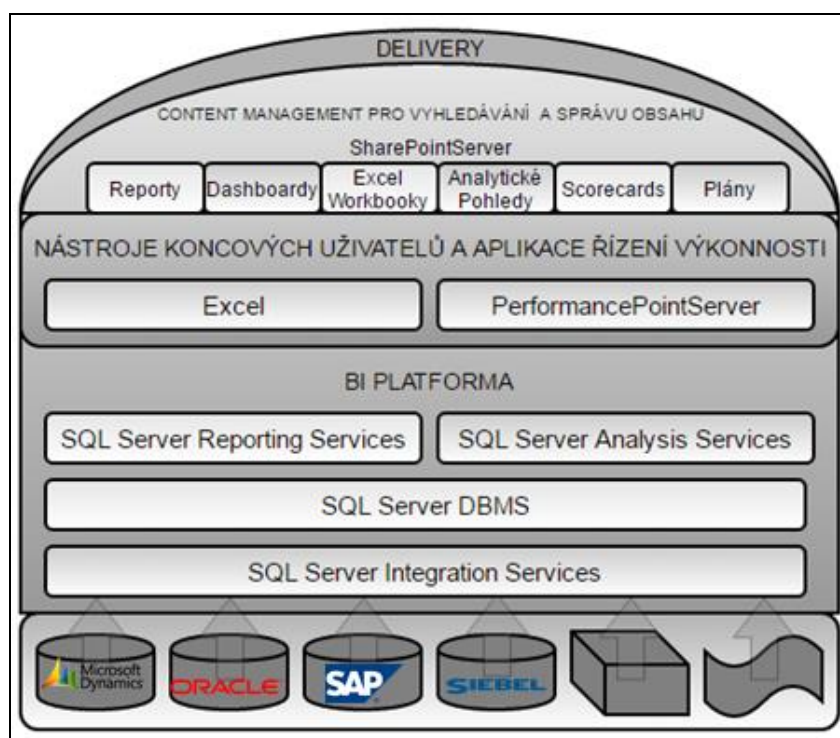 DELIVERY
CONTENT MANAGEMENT PRO VYHLEDÁVÁNÍ A SPRÁVU OBSAHU
SharePointServer
Reporty
Dashboardy
Excel
Workbooky
Analytické
Pohledy
Scorecards
Plány
NÁSTROJE KONCOVÝCH UŽIVATELŮ A APLIKACE ŘÍZENÍ VÝKONNOSTI
Excel
PerformancePointServer
BI PLATFORMA
SQL Server Reporting Services
SQL Server Analysis Services
SQL Server DBMS
SQL Server Integration Services
Microsoft
Dynamics
ORACLE
SAP
SIEBEL